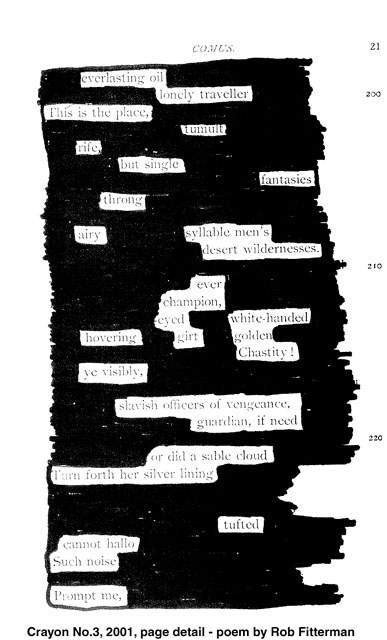 COMUS. 21
everlasting oil
lonely traveller 200
This is the place,
tumult
rife,
but single
fantasies
throng
airy syllable men's
desert wildernesses.
210
ever
champion,
eyed white-handed
hovering girt golden
Chastity!
ye visibly,
slavish officers of vengeance,
guardian, if need
220
or did a sable cloud
Turn forth her silver lining
tufted
cannot hallo
Such noise
Prompt me,
Crayon No.3, 2001, page detail - poem by Rob Fitterman